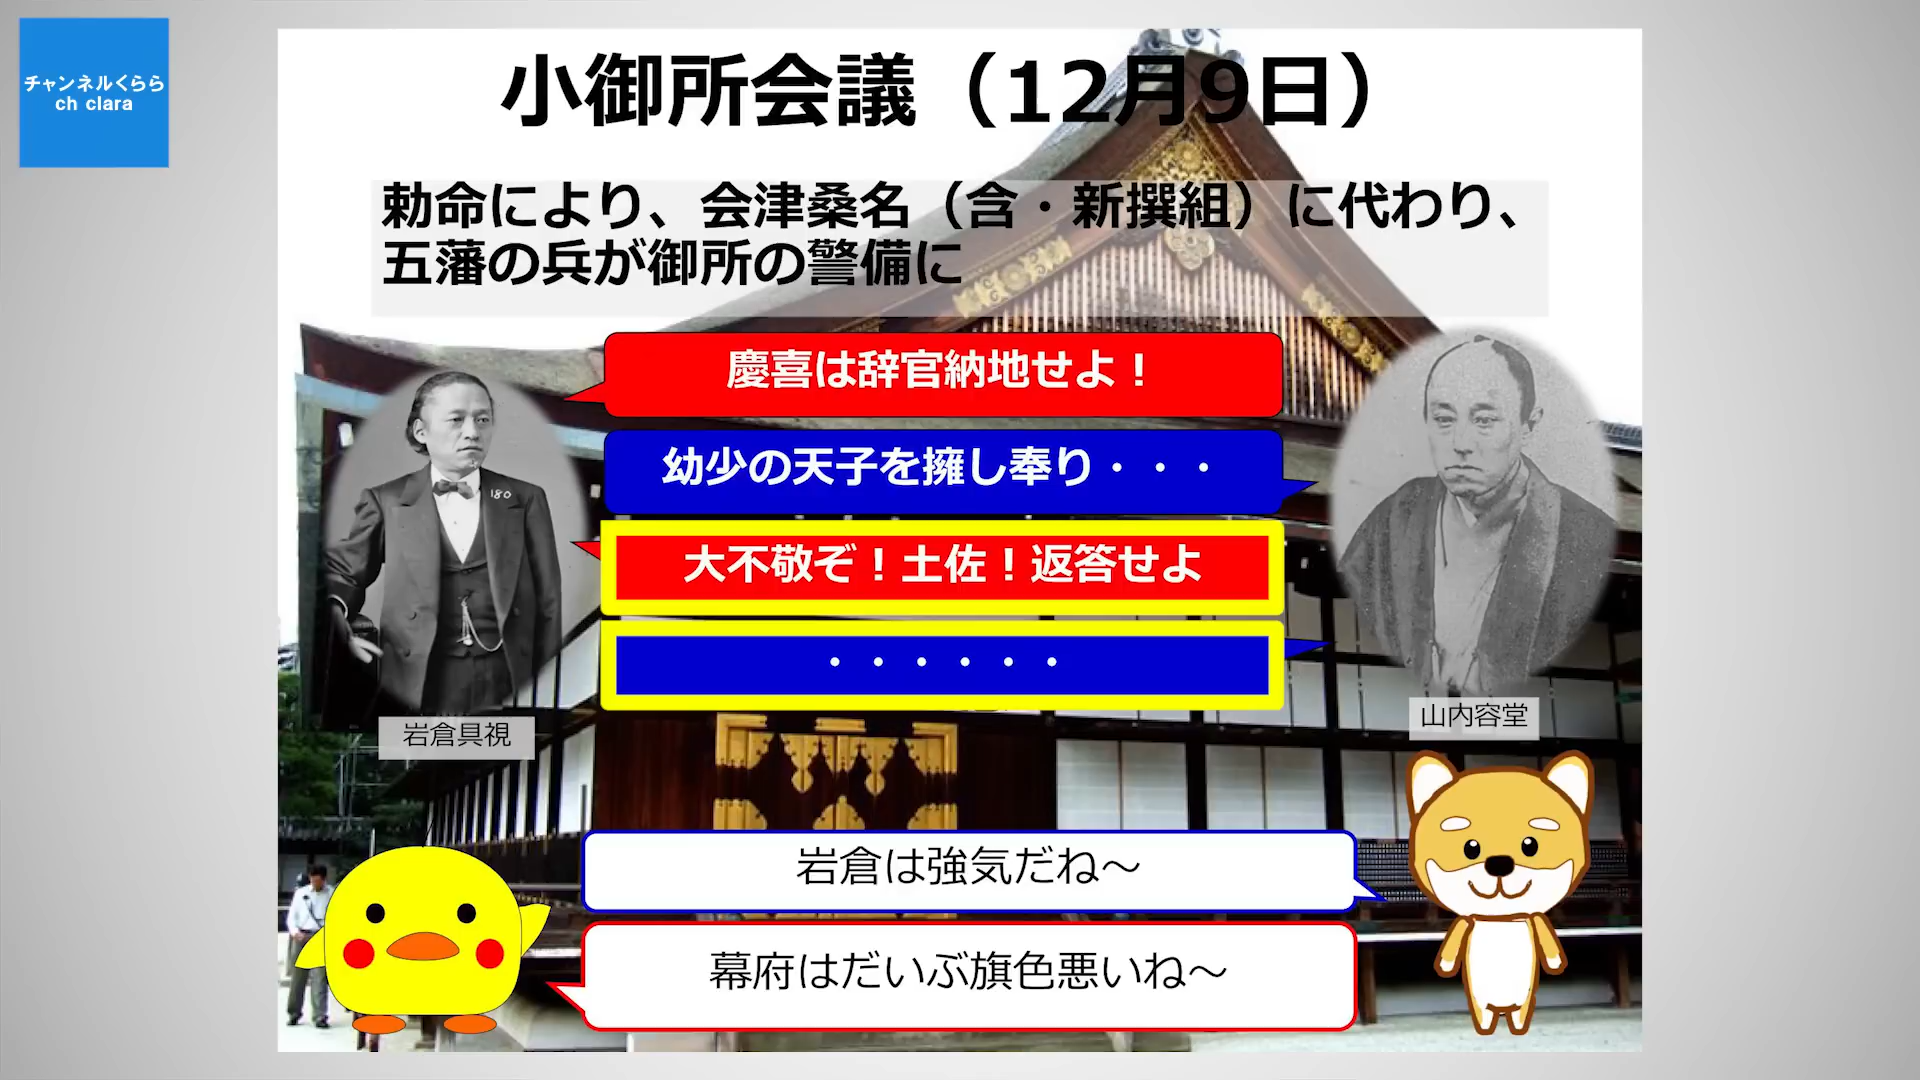 チャンネルくらら
ch clara
小御所会議（12月9日）
勅命により、会津桑名（含・新撰組）に代わり、
五藩の兵が御所の警備に
慶喜は辞官納地せよ！
幼少の天子を擁し奉り・・・
180
大不敬ぞ！土佐！返答せよ
・・・・・・
岩倉具視
山内容堂
岩倉は強気だね～
幕府はだいぶ旗色悪いね～